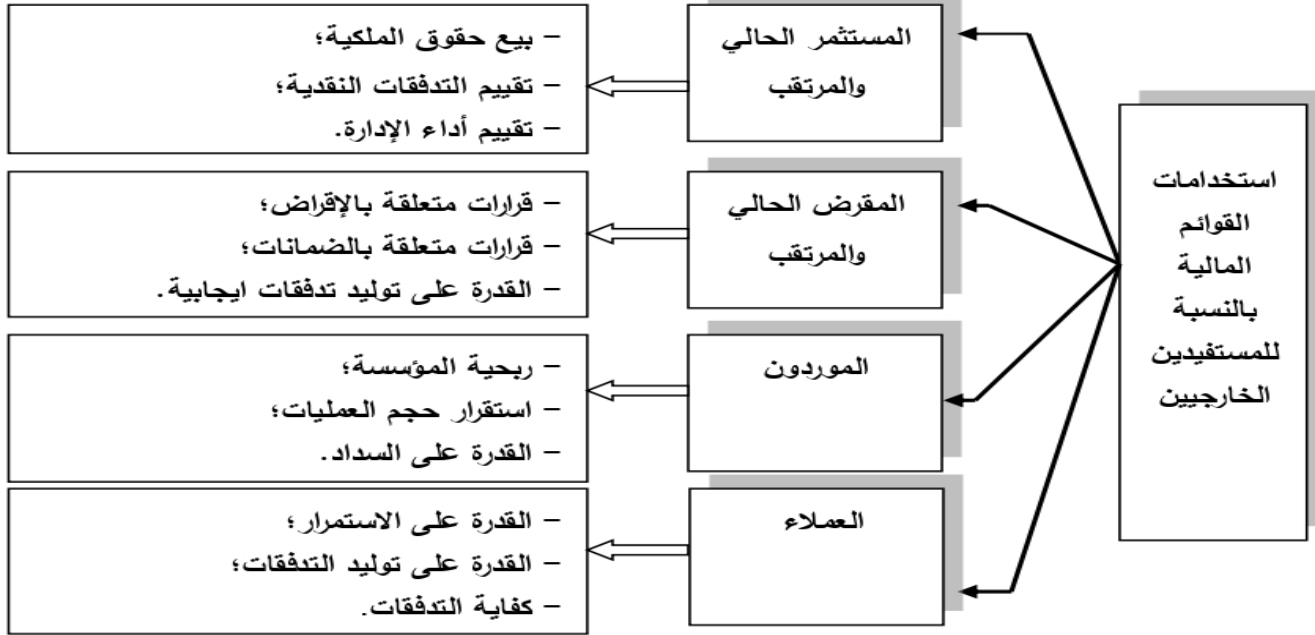 استخدامات
القوائم
المالية
بالنسبة
للمستفيدين
الخارجيين
المستثمر الحالي
والمرتقب
– بيع حقوق الملكية؛
– تقييم التدفقات النقدية؛
– تقييم أداء الإدارة.
المقرض الحالي
والمرتقب
– قرارات متعلقة بالإقراض؛
– قرارات متعلقة بالضمانات؛
– القدرة على توليد تدفقات ايجابية.
الموردون
– ربحية المؤسسة؛
– استقرار حجم العمليات؛
– القدرة على السداد.
العملاء
– القدرة على الاستمرار؛
– القدرة على توليد التدفقات؛
– كفاية التدفقات.